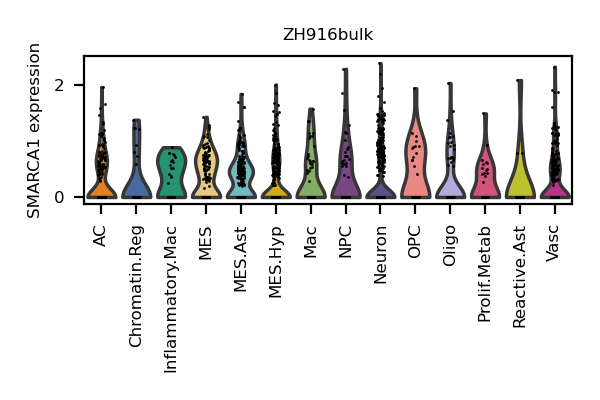 ZH916bulk
SMARCA1 expression
2
0
AC
Chromatin.Reg
Inflammatory.Mac
MES
MES.Ast
MES.Hyp
Mac
NPC
Neuron
OPC
Oligo
Prolif.Metab
Reactive.Ast
Vasc